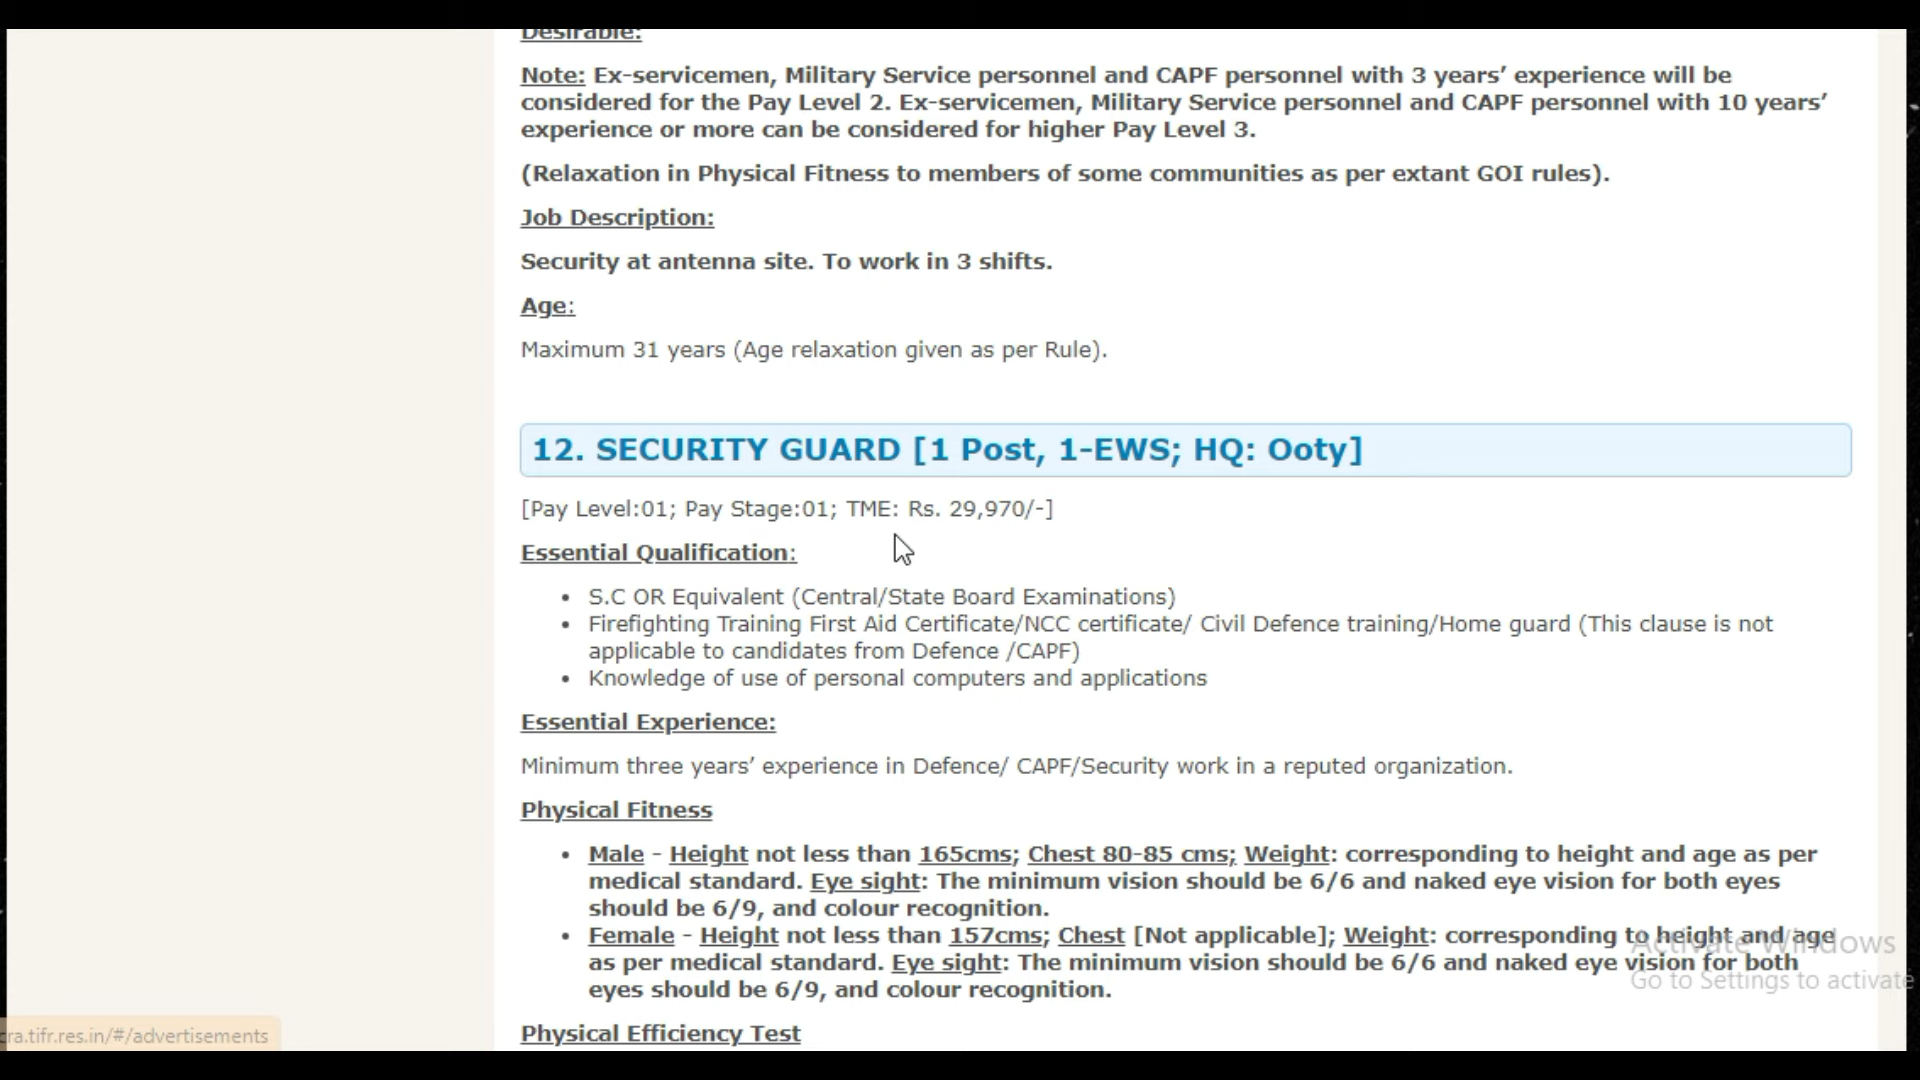 Desirable:
Note: Ex-servicemen, Military Service personnel and CAPF personnel with 3 years’ experience will be
considered for the Pay Level 2. Ex-servicemen, Military Service personnel and CAPF personnel with 10 years’
experience or more can be considered for higher Pay Level 3.
(Relaxation in Physical Fitness to members of some communities as per extant GOI rules).
Job Description:
Security at antenna site. To work in 3 shifts.
Age:
Maximum 31 years (Age relaxation given as per Rule).
12. SECURITY GUARD [1 Post, 1-EWS; HQ: Ooty]
[Pay Level:01; Pay Stage:01; TME: Rs. 29,970/-]
Essential Qualification:
• S.C OR Equivalent (Central/State Board Examinations)
• Firefighting Training First Aid Certificate/NCC certificate/ Civil Defence training/Home guard (This clause is not
applicable to candidates from Defence /CAPF)
• Knowledge of use of personal computers and applications
Essential Experience:
Minimum three years’ experience in Defence/ CAPF/Security work in a reputed organization.
Physical Fitness
• Male - Height not less than 165cms; Chest 80-85 cms; Weight: corresponding to height and age as per
medical standard. Eye sight: The minimum vision should be 6/6 and naked eye vision for both eyes
should be 6/9, and colour recognition.
• Female - Height not less than 157cms; Chest [Not applicable]; Weight: corresponding to height and age
as per medical standard. Eye sight: The minimum vision should be 6/6 and naked eye vision for both
eyes should be 6/9, and colour recognition.
Physical Efficiency Test
Activate Windows
Go to Settings to activate
cra.tifr.res.in/#/advertisements